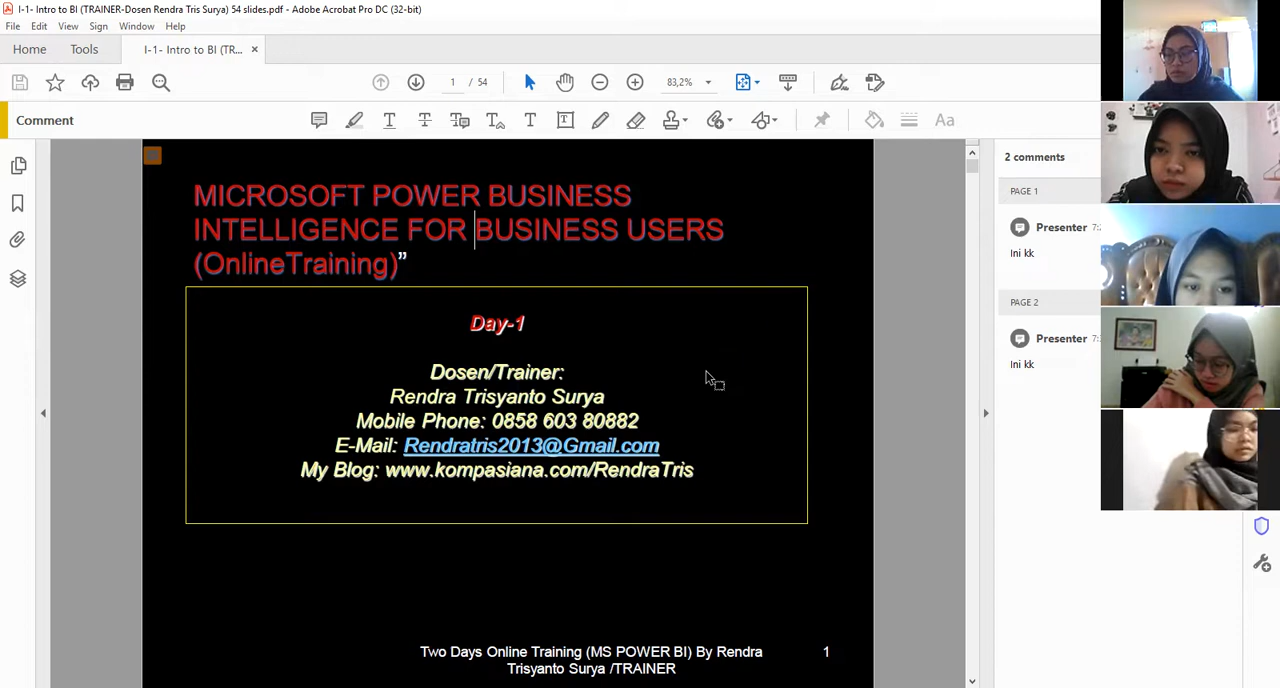 I-1- Intro to BI (TRAINER-Dosen Rendra Tris Surya) 54 slides.pdf - Adobe Acrobat Pro DC (32-bit)
File Edit View Sign Window Help
Home Tools I-1- Intro to BI (TR... ×
1 / 54 83,2%
Comment
Aa
MICROSOFT POWER BUSINESS
INTELLIGENCE FOR BUSINESS USERS
(OnlineTraining)”
Day-1
Dosen/Trainer:
Rendra Trisyanto Surya
Mobile Phone: 0858 603 80882
E-Mail: Rendratris2013@Gmail.com
My Blog: www.kompasiana.com/RendraTris
Two Days Online Training (MS POWER BI) By Rendra
Trisyanto Surya /TRAINER
1
2 comments
PAGE 1
Presenter
Ini kk
PAGE 2
Presenter
Ini kk